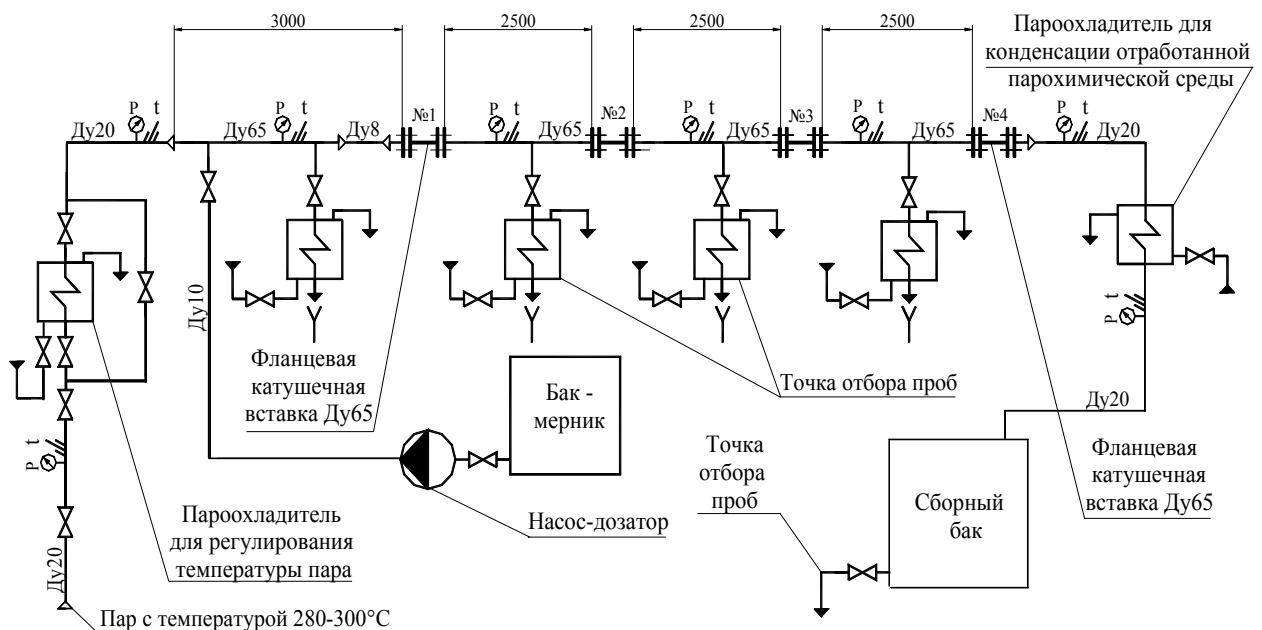 3000
2500
2500
2500
Пароохладитель для
конденсации отработанной
парохимической среды
P t
P t
№1
P t
№2
P t
№3
P t
№4
P t
Ду20
Ду65
Ду8
Ду65
Ду65
Ду65
Ду20
Ду10
P t
Фланцевая
катушечная
вставка Ду65
Бак -
мерник
Точка отбора проб
Ду20
P t
Точка
отбора
проб
Фланцевая
катушечная
вставка Ду65
Сборный
бак
Пароохладитель
для регулирования
температуры пара
Насос-дозатор
Ду20
Пар с температурой 280-300°С